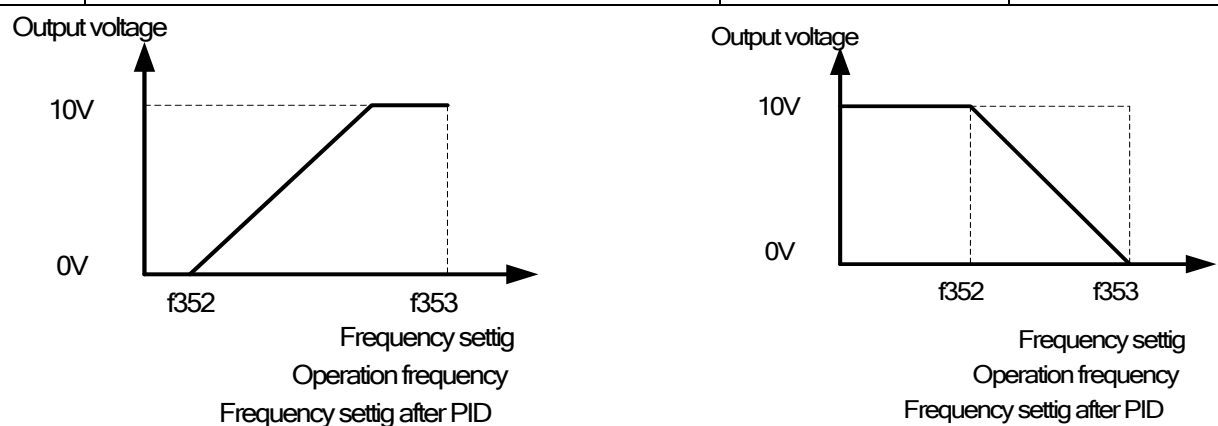 Output voltage
10V
0V
f352
f353
Frequency settig
Operation frequency
Frequency settig after PID
Output voltage
10V
0V
f352
f353
Frequency settig
Operation frequency
Frequency settig after PID